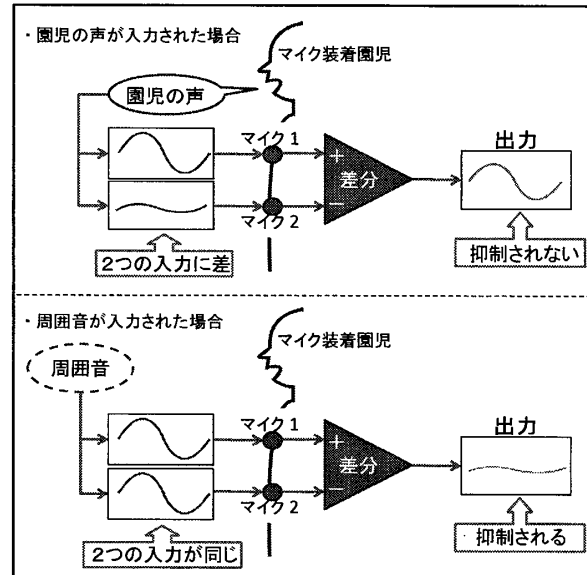 ・園児の声が入力された場合
マイク装着園児
園児の声
マイク1
出力
+
差分
−
マイク2
2つの入力に差
抑制されない
・周囲音が入力された場合
マイク装着園児
周囲音
マイク1
出力
+
差分
−
マイク2
2つの入力が同じ
抑制される